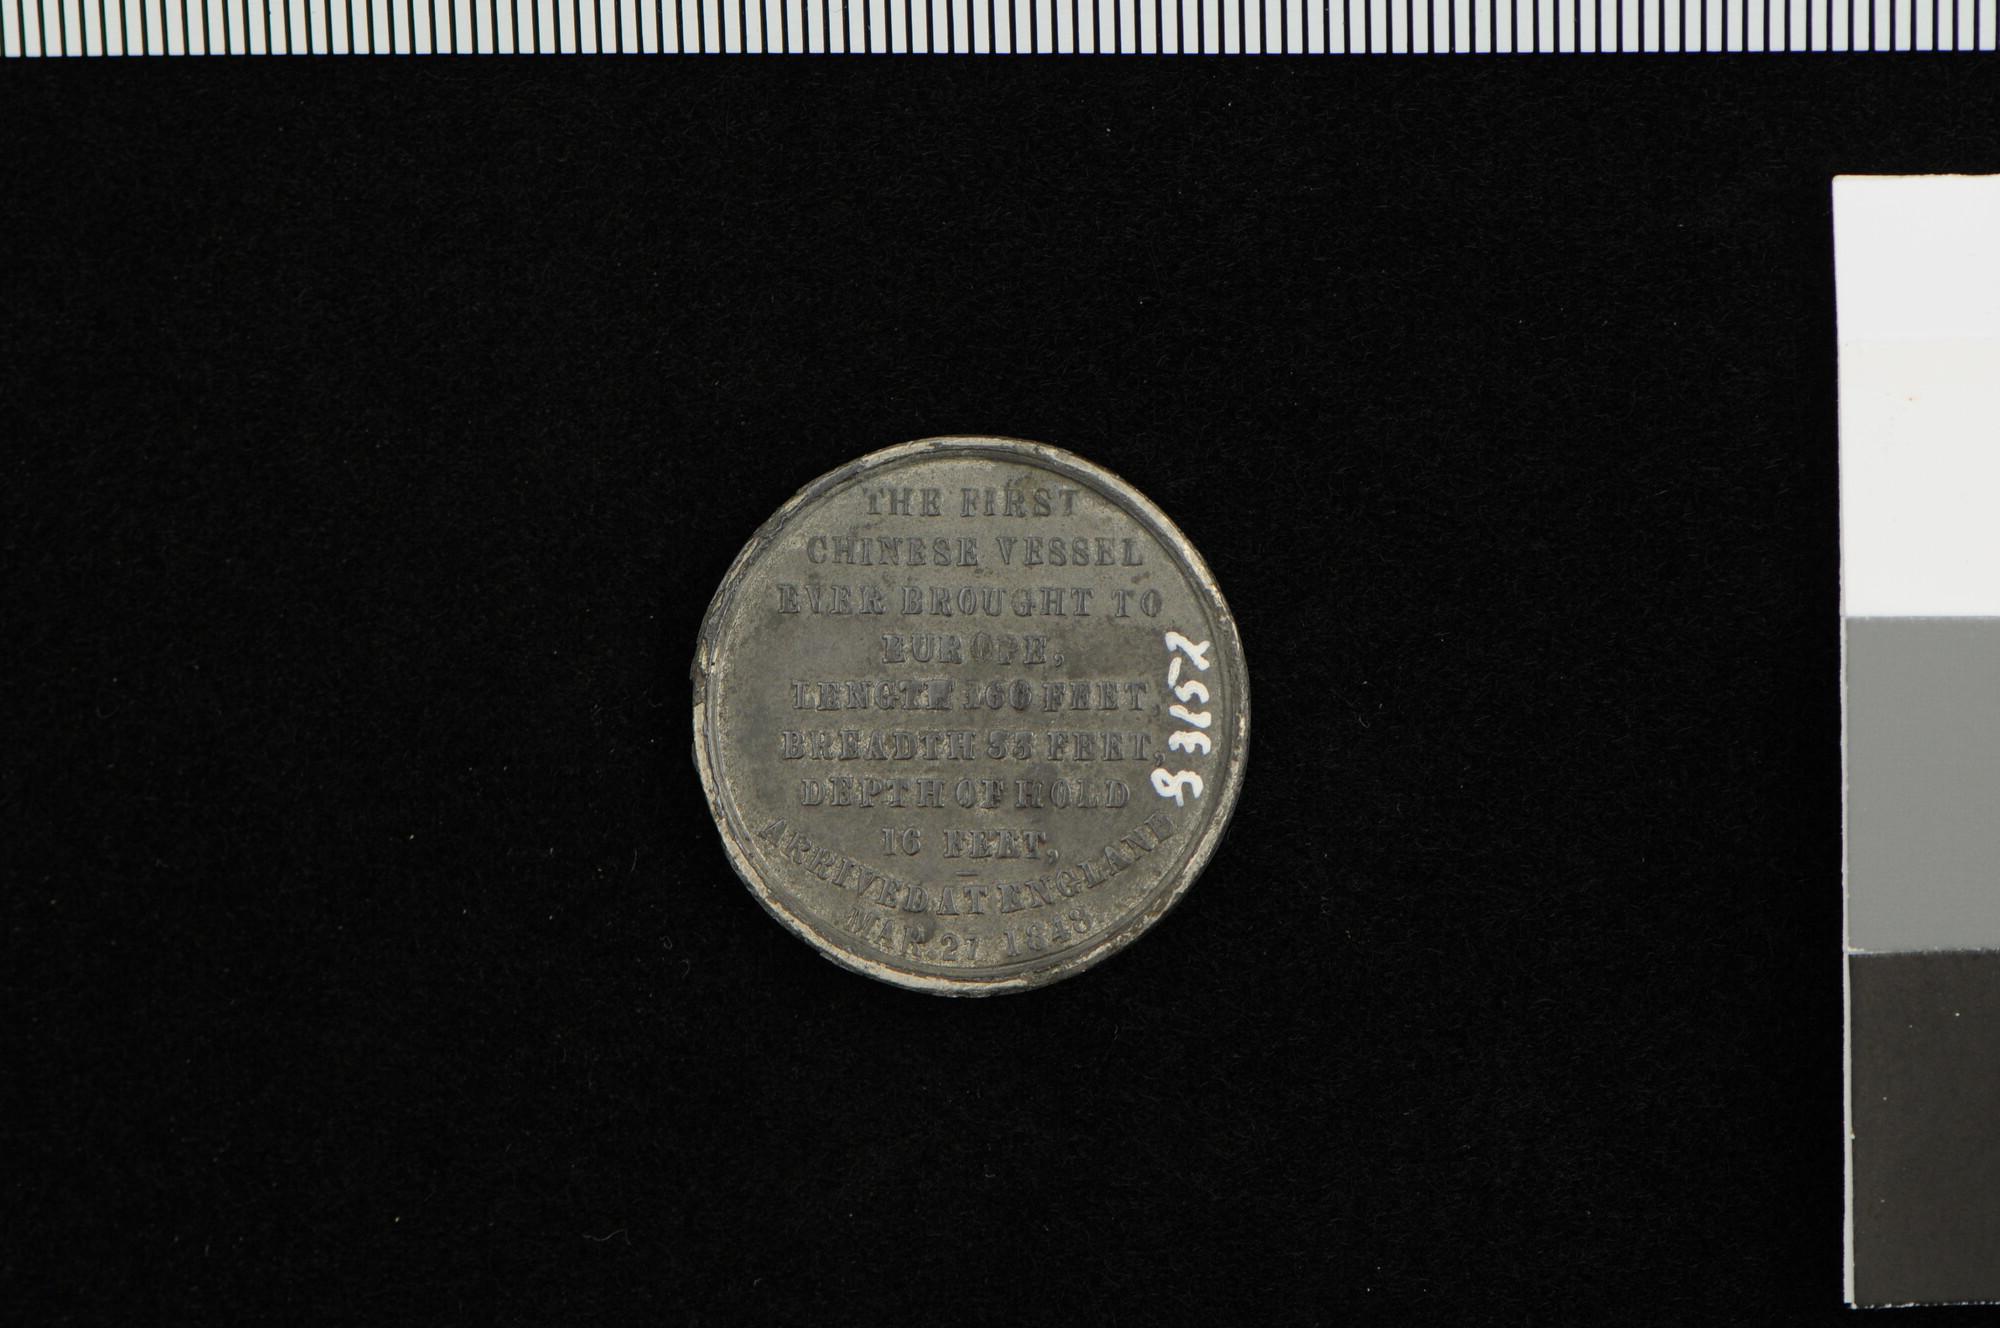 THE FIRST
CHINESE VESSEL
EVER BROUGHT TO
EUROPE,
LENGTH 160 FEET,
BREADTH 33 FEET,
DEPTH OF HOLD
16 FEET,
ARRIVED AT ENGLAND
MAR. 27 1848
83152